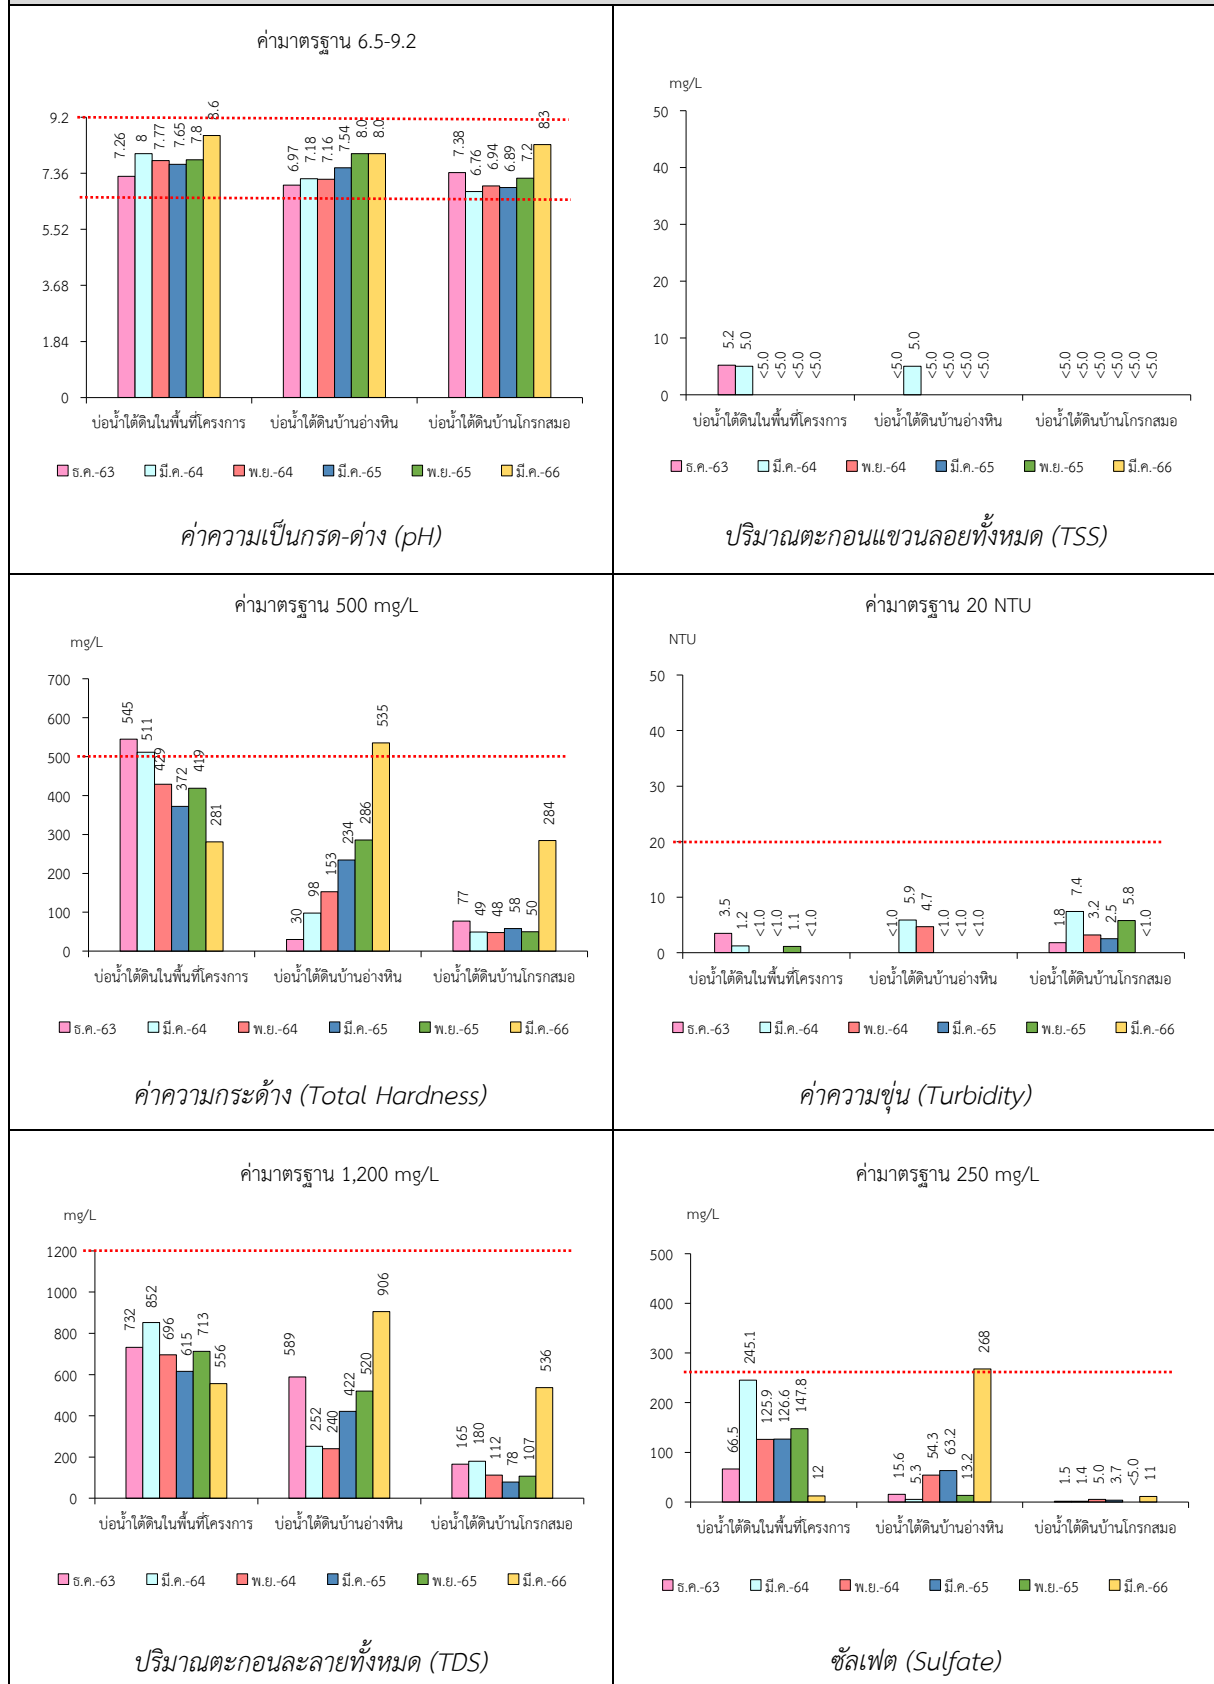 ค่ามาตรฐาน 6.5-9.2
9.2
7.36
5.52
3.68
1.84
0
7.26 8 7.77 7.65 7.8 8.6
6.97 7.18 7.16 7.54 8.0 8.0
7.38 6.76 6.94 6.89 7.2 8.3
บ่อน้ำใต้ดินในพื้นที่โครงการ บ่อน้ำใต้ดินบ้านอ่างหิน บ่อน้ำใต้ดินบ้านโกรกสมอ
ธ.ค.-63 มี.ค.-64 พ.ย.-64 มี.ค.-65 พ.ย.-65 มี.ค.-66
ค่าความเป็นกรด-ด่าง (pH)
mg/L
50
40
30
20
10
0
5.2 5.0 <5.0 <5.0 <5.0 <5.0
<5.0 5.0 <5.0 <5.0 <5.0 <5.0
<5.0 <5.0 <5.0 <5.0 <5.0 <5.0
บ่อน้ำใต้ดินในพื้นที่โครงการ บ่อน้ำใต้ดินบ้านอ่างหิน บ่อน้ำใต้ดินบ้านโกรกสมอ
ธ.ค.-63 มี.ค.-64 พ.ย.-64 มี.ค.-65 พ.ย.-65 มี.ค.-66
ปริมาณตะกอนแขวนลอยทั้งหมด (TSS)
ค่ามาตรฐาน 500 mg/L
mg/L
700
600
500
400
300
200
100
0
545 511 429 372 419 281
30 98 153 234 286 535
77 49 48 58 50 284
บ่อน้ำใต้ดินในพื้นที่โครงการ บ่อน้ำใต้ดินบ้านอ่างหิน บ่อน้ำใต้ดินบ้านโกรกสมอ
ธ.ค.-63 มี.ค.-64 พ.ย.-64 มี.ค.-65 พ.ย.-65 มี.ค.-66
ค่าความกระด้าง (Total Hardness)
ค่ามาตรฐาน 20 NTU
NTU
50
40
30
20
10
0
3.5 1.2 <1.0 <1.0 1.1 <1.0
<1.0 5.9 4.7 <1.0 <1.0 <1.0
1.8 7.4 3.2 2.5 5.8 <1.0
บ่อน้ำใต้ดินในพื้นที่โครงการ บ่อน้ำใต้ดินบ้านอ่างหิน บ่อน้ำใต้ดินบ้านโกรกสมอ
ธ.ค.-63 มี.ค.-64 พ.ย.-64 มี.ค.-65 พ.ย.-65 มี.ค.-66
ค่าความขุ่น (Turbidity)
ค่ามาตรฐาน 1,200 mg/L
mg/L
1200
1000
800
600
400
200
0
732 852 696 615 713 556
589 252 240 422 520 906
165 180 112 78 107 536
บ่อน้ำใต้ดินในพื้นที่โครงการ บ่อน้ำใต้ดินบ้านอ่างหิน บ่อน้ำใต้ดินบ้านโกรกสมอ
ธ.ค.-63 มี.ค.-64 พ.ย.-64 มี.ค.-65 พ.ย.-65 มี.ค.-66
ปริมาณตะกอนละลายทั้งหมด (TDS)
ค่ามาตรฐาน 250 mg/L
mg/L
500
400
300
200
100
0
66.5 245.1 125.9 126.6 147.8 12
15.6 5.3 54.3 63.2 13.2 268
1.5 1.4 5.0 3.7 <5.0 11
บ่อน้ำใต้ดินในพื้นที่โครงการ บ่อน้ำใต้ดินบ้านอ่างหิน บ่อน้ำใต้ดินบ้านโกรกสมอ
ธ.ค.-63 มี.ค.-64 พ.ย.-64 มี.ค.-65 พ.ย.-65 มี.ค.-66
ซัลเฟต (Sulfate)